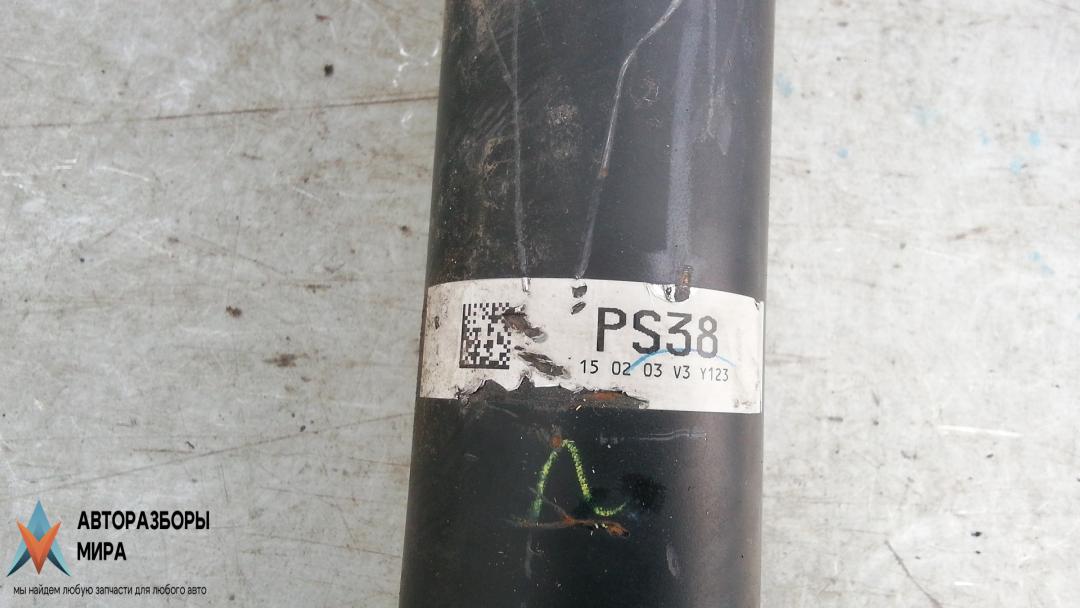 PS38
15 02 03 V3 Y123
АВТОРАЗБОРЫ
МИРА
мы найдем любую запчасти для любого авто